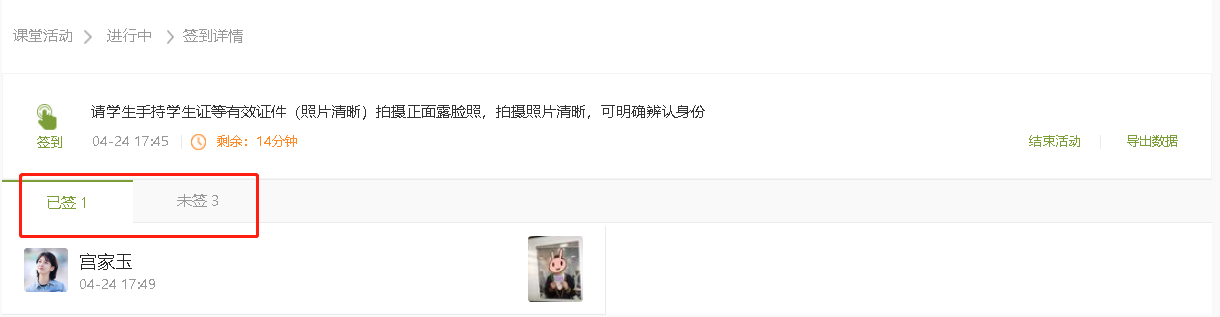 课堂活动 > 进行中 > 签到详情
请学生手持学生证等有效证件（照片清晰）拍摄正面露脸照，拍摄照片清晰，可明确辨认身份
签到 04-24 17:45 剩余：14分钟 结束活动 导出数据
已签 1 未签 3
宫家玉
04-24 17:49